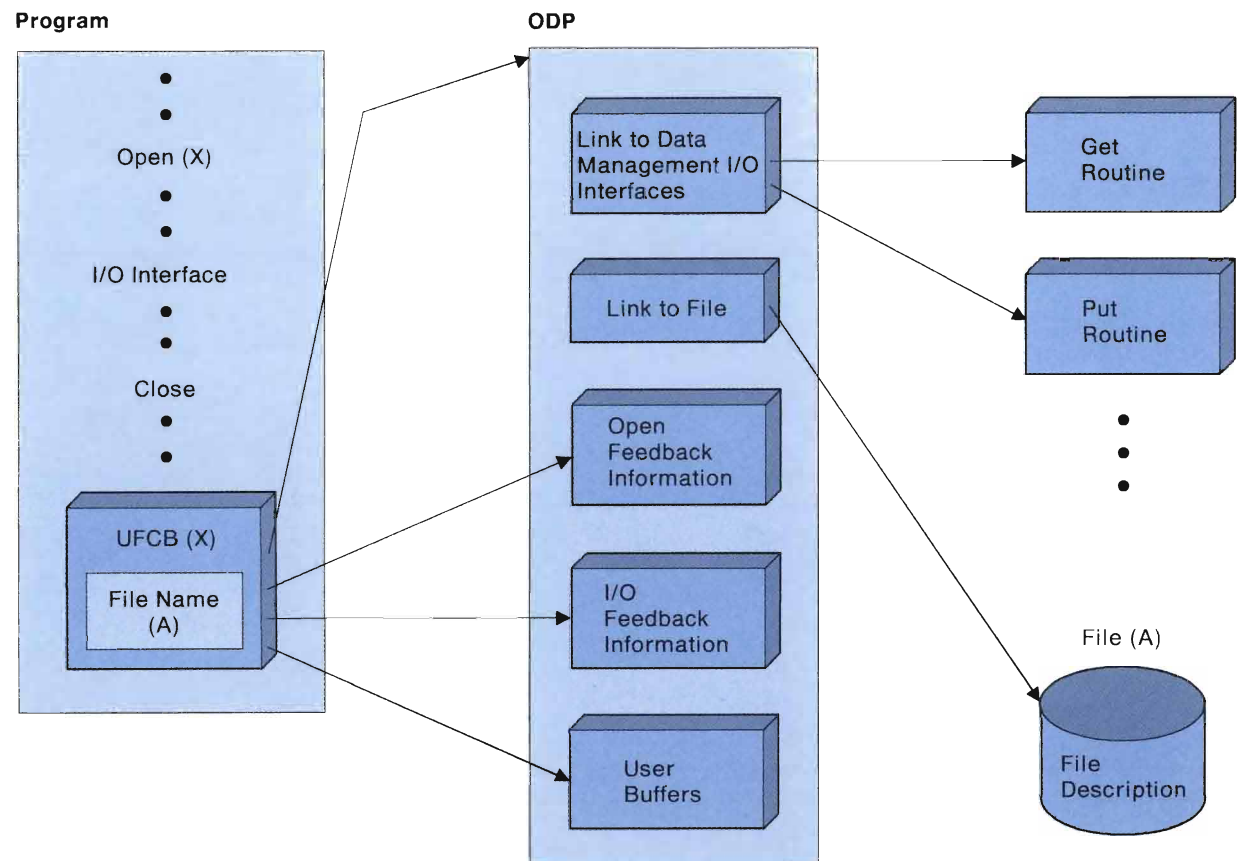 Program
Open (X)
I/O Interface
Close
UFCB (X)
File Name
(A)
ODP
Link to Data
Management I/O
Interfaces
Link to File
Open
Feedback
Information
I/O
Feedback
Information
User
Buffers
Get
Routine
Put
Routine
File (A)
File
Description